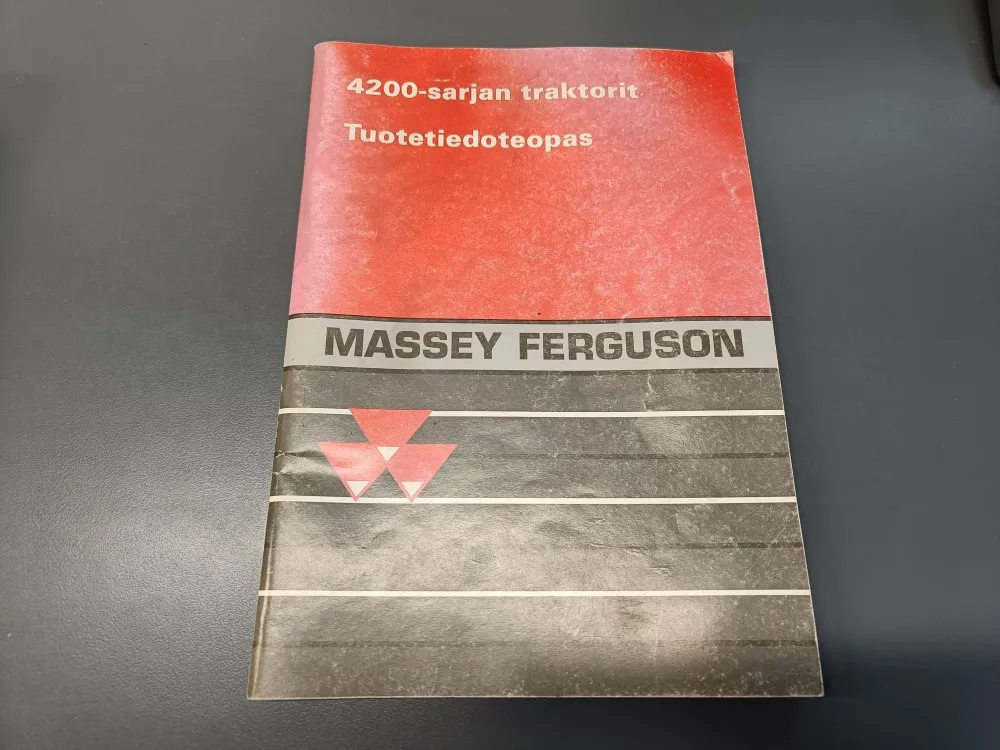 4200-sarjan traktorit
Tuotetiedoteopas
MASSEY FERGUSON